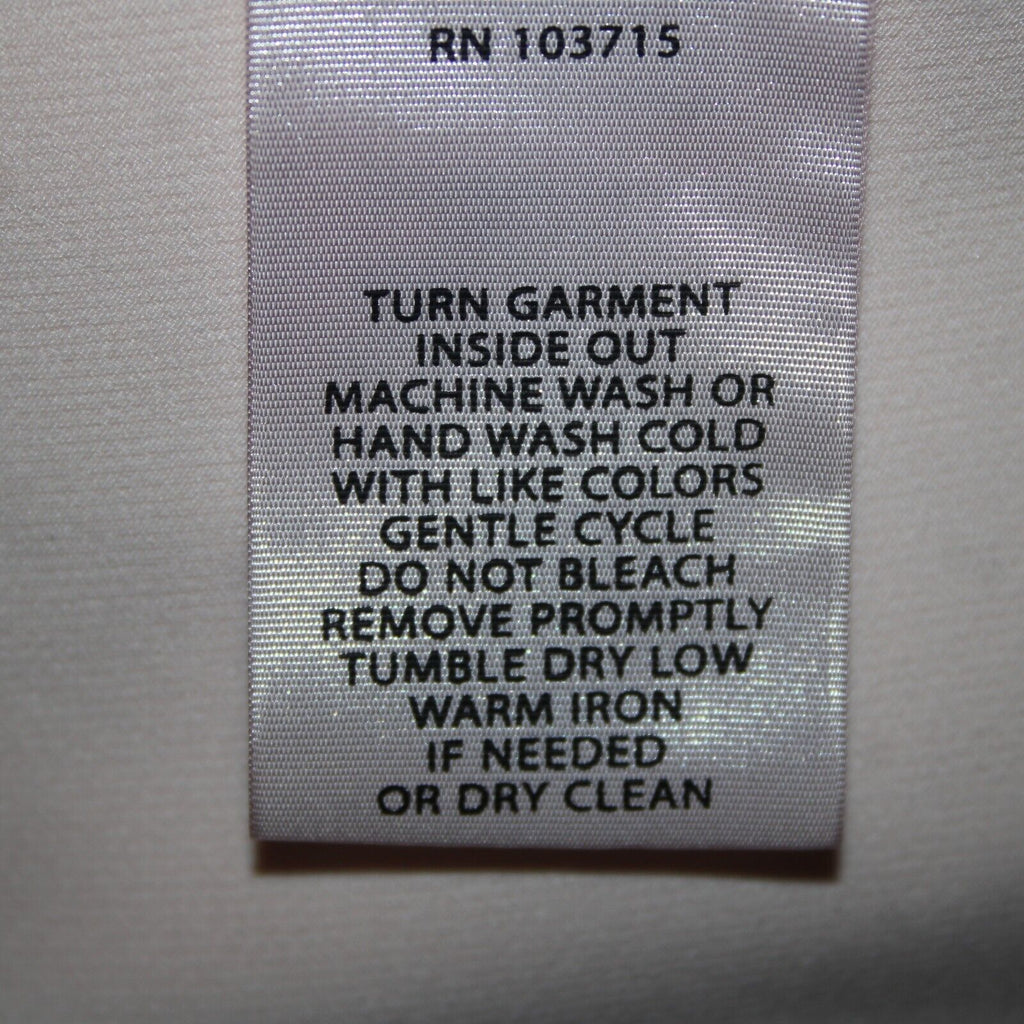 RN 103715
TURN GARMENT
INSIDE OUT
MACHINE WASH OR
HAND WASH COLD
WITH LIKE COLORS
GENTLE CYCLE
DO NOT BLEACH
REMOVE PROMPTLY
TUMBLE DRY LOW
WARM IRON
IF NEEDED
OR DRY CLEAN